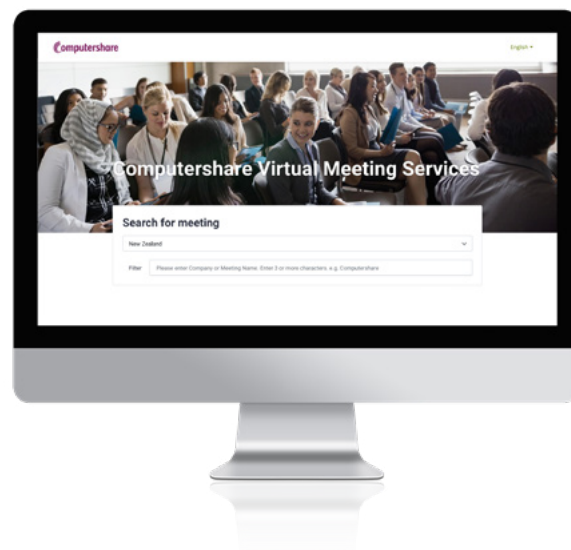 Computershare
English
Computershare Virtual Meeting Services
Search for meeting
New Zealand
Filter Please enter Company or Meeting Name. Enter 3 or more characters. e.g. Computershare